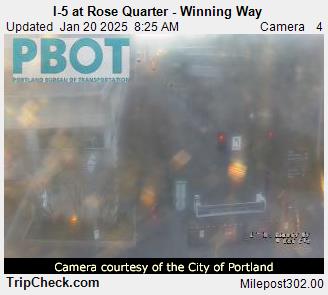 I-5 at Rose Quarter - Winning Way
Updated Jan 20 2025 8:25 AM Camera 4
PBOT
PORTLAND BUREAU OF TRANSPORTATION
Camera courtesy of the City of Portland
TripCheck.com Milepost302.00